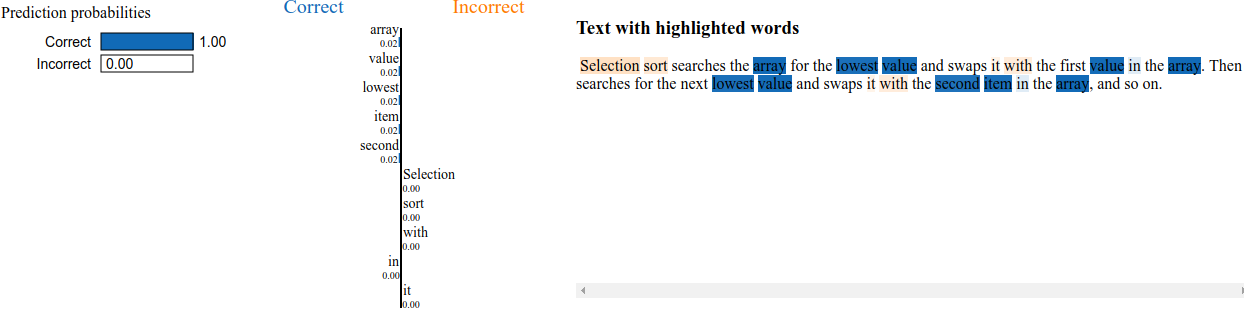 Prediction probabilities
Correct 1.00
Incorrect 0.00
Correct Incorrect
array
0.02
value
0.02
lowest
0.02
item
0.02
second
0.02
Selection
0.00
sort
0.00
with
0.00
in
0.00
it
0.00
Text with highlighted words
Selection sort searches the array for the lowest value and swaps it with the first value in the array. Then
searches for the next lowest value and swaps it with the second item in the array, and so on.